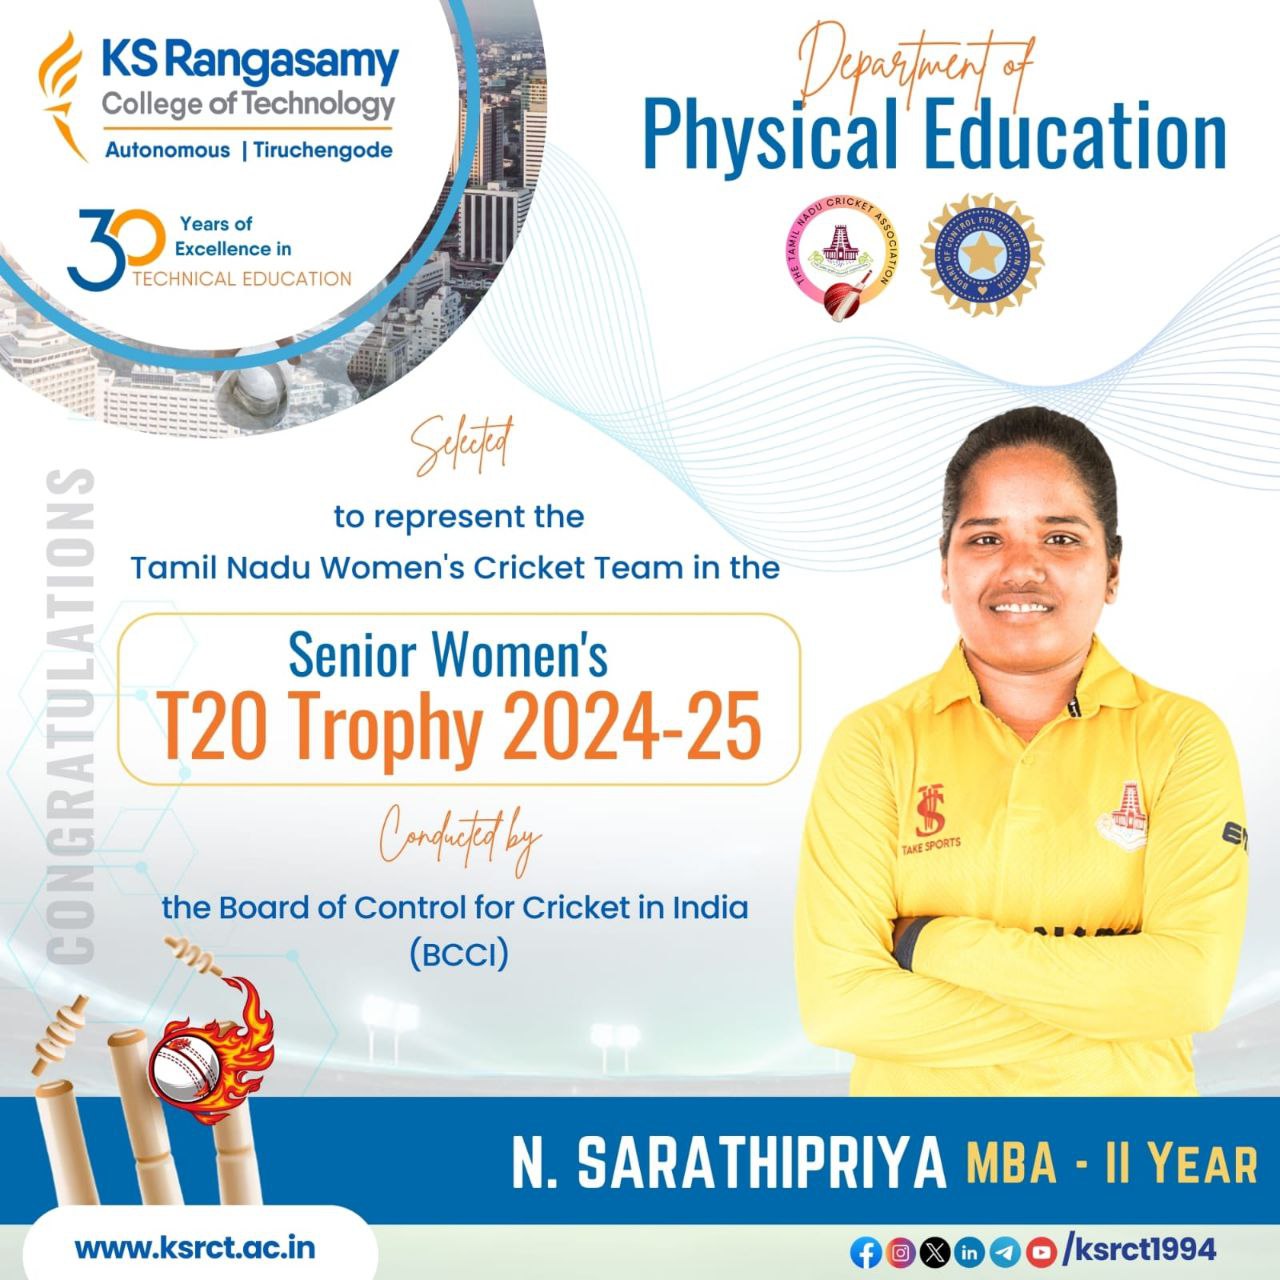 KS Rangasamy
College of Technology
Autonomous | Tiruchengode
30 Years of
Excellence in
TECHNICAL EDUCATION
Department of
Physical Education
THE TAMIL NADU CRICKET ASSOCIATION
BOARD OF CONTROL FOR CRICKET IN INDIA
CONGRATULATIONS
Selected
to represent the
Tamil Nadu Women's Cricket Team in the
Senior Women's
T20 Trophy 2024-25
Conducted by
the Board of Control for Cricket in India
(BCCI)
TAKE SPORTS
N. SARATHIPRIYA MBA - II YEAR
www.ksrct.ac.in
/ksrct1994